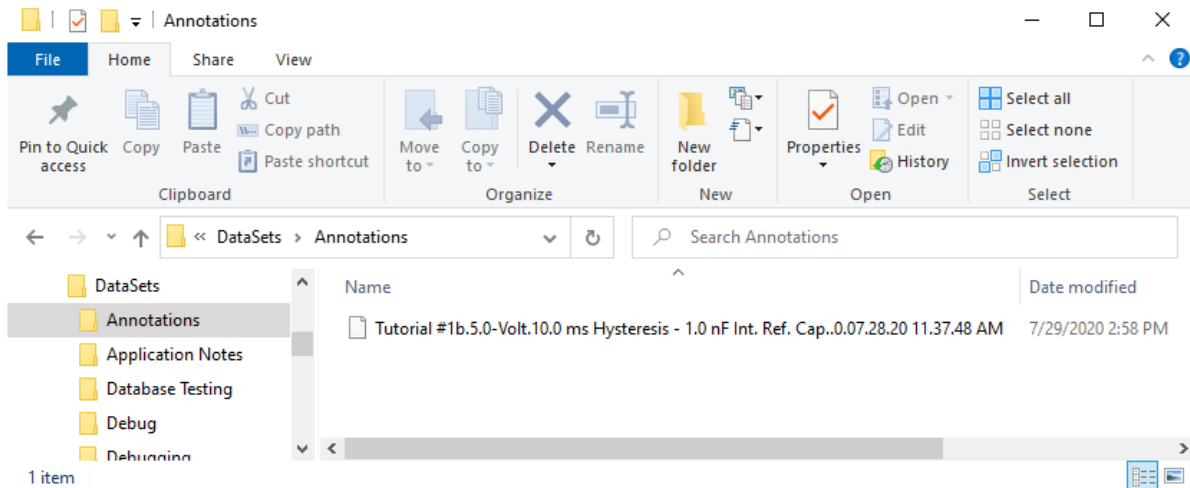 Annotations
File Home Share View
Pin to Quick access
Copy
Paste
Cut
Copy path
Paste shortcut
Clipboard
Move to
Copy to
Delete
Rename
Organize
New folder
New
Properties
Open
Edit
History
Open
Select all
Select none
Invert selection
Select
« DataSets > Annotations
Search Annotations
DataSets
Annotations
Application Notes
Database Testing
Debug
Debugging
Name Date modified
Tutorial #1b.5.0-Volt.10.0 ms Hysteresis - 1.0 nF Int. Ref. Cap..0.07.28.20 11.37.48 AM 7/29/2020 2:58 PM
1 item